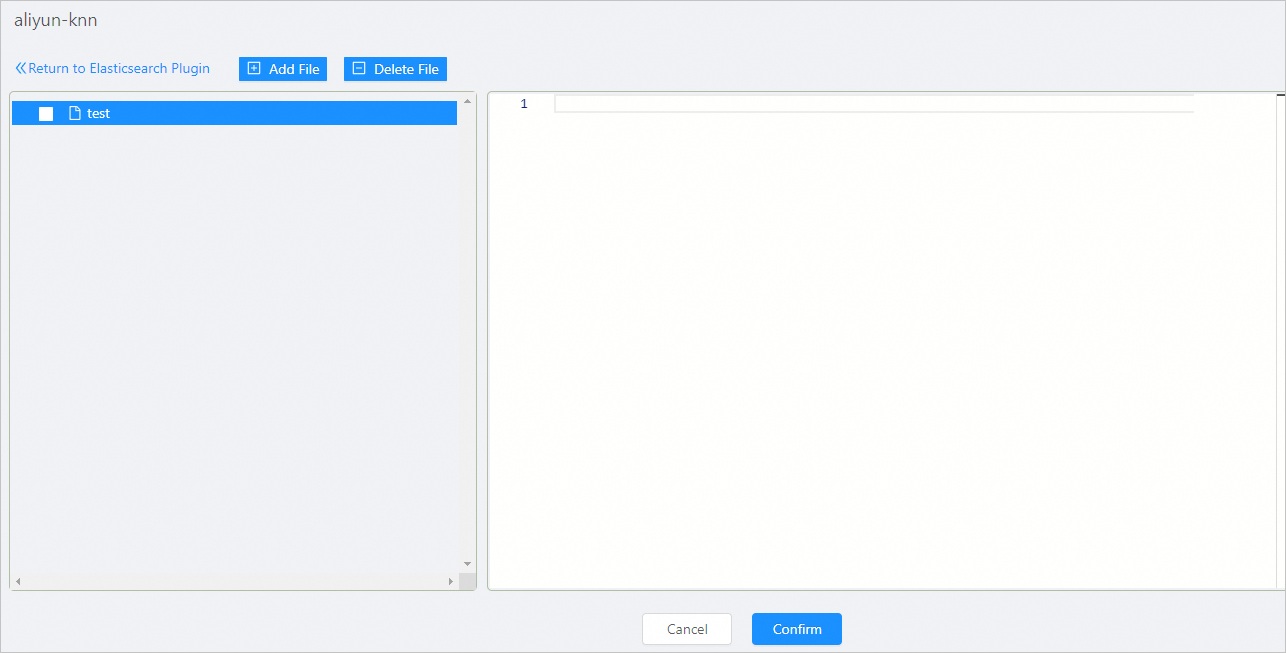 aliyun-knn
Return to Elasticsearch Plugin Add File Delete File
test
1
Cancel Confirm